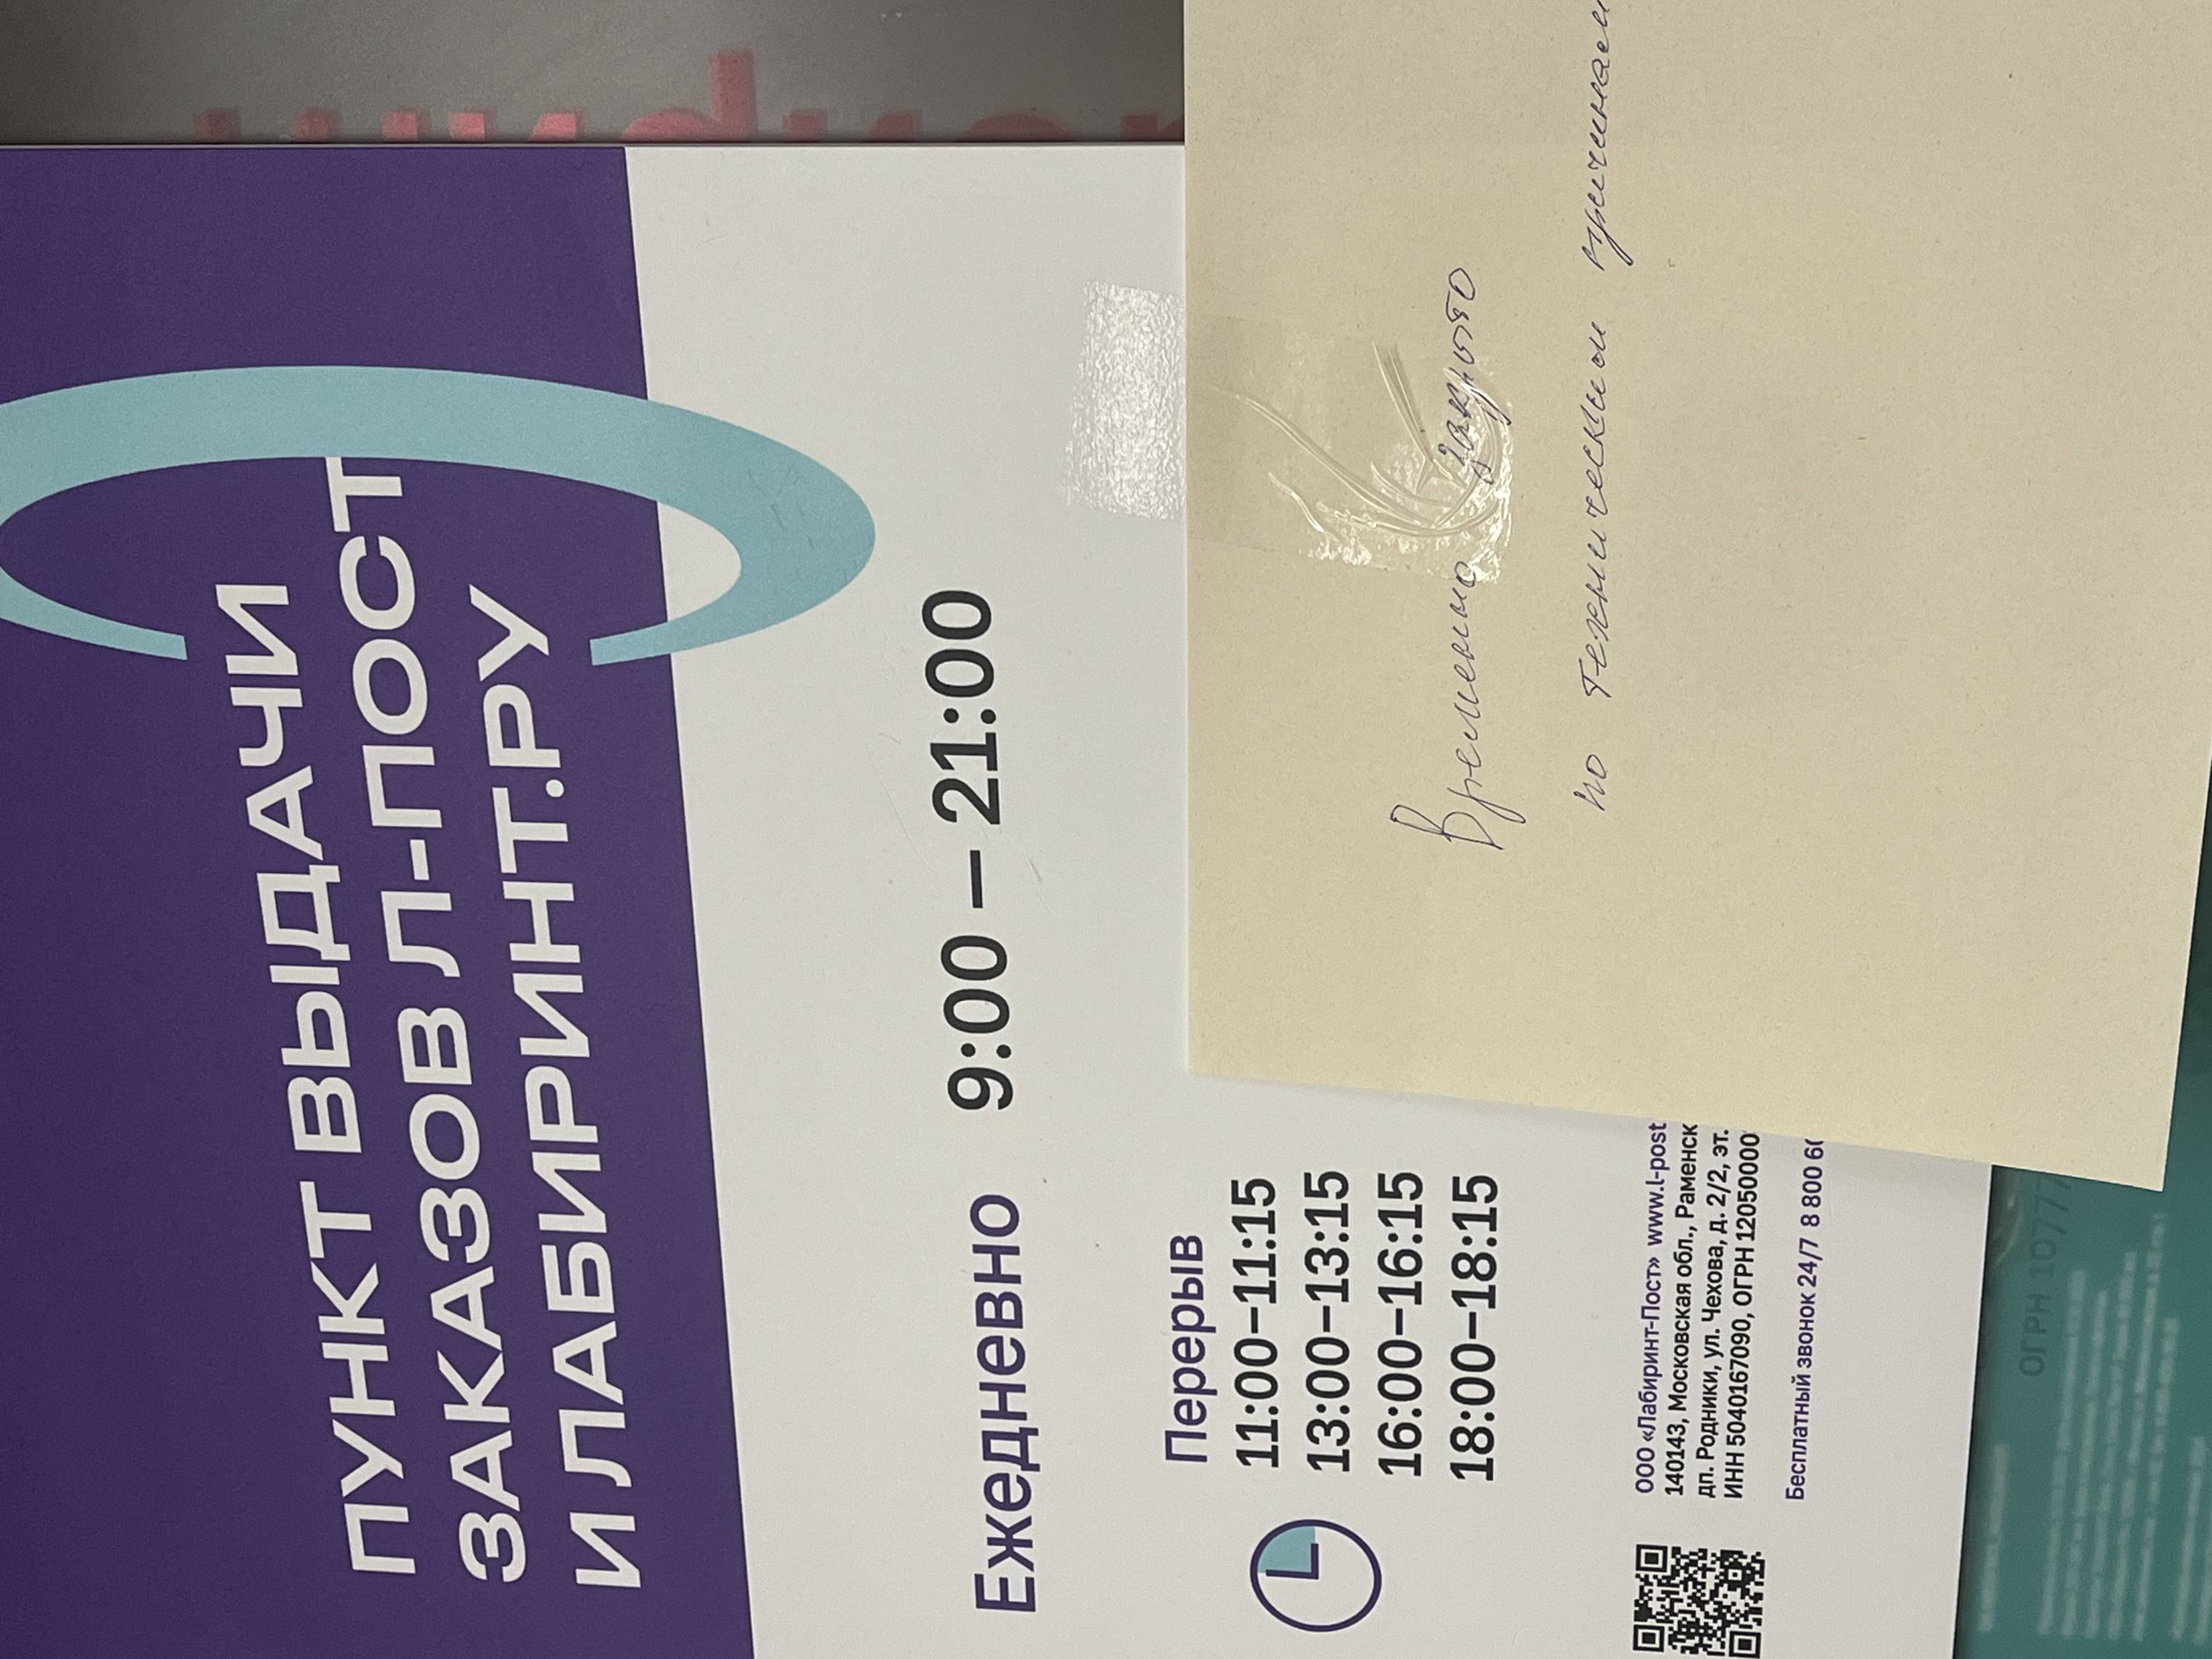 ПУНКТ ВЫДАЧИ
ЗАКАЗОВ Л-ПОСТ
И ЛАБИРИНТ.РУ
Ежедневно 9:00 – 21:00
Перерыв
11:00–11:15
13:00–13:15
16:00–16:15
18:00–18:15
ООО «Лабиринт-Пост» www.l-post
140143, Московская обл., Раменск
дп. Родники, ул. Чехова, д. 2/2, эт.
ИНН 5040167090, ОГРН 12050000
Бесплатный звонок 24/7 8 800 60
Временно закрыто
по техническим причинам
ОГРН 10777